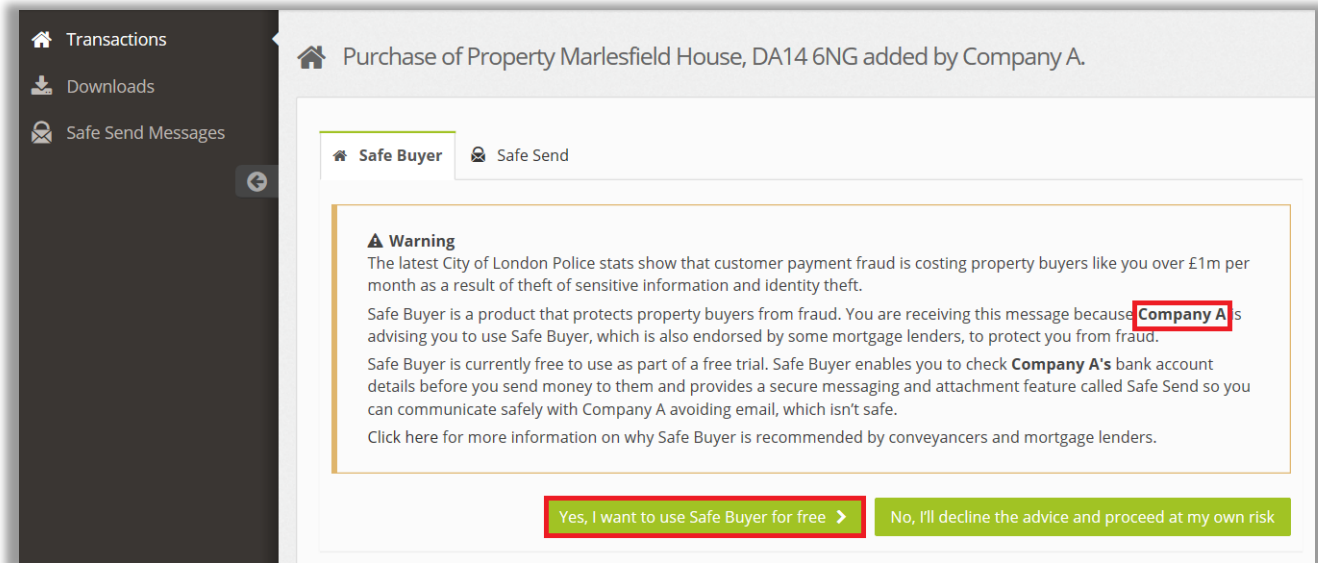 Transactions
Downloads
Safe Send Messages
Purchase of Property Marlesfield House, DA14 6NG added by Company A.
Safe Buyer
Safe Send
Warning
The latest City of London Police stats show that customer payment fraud is costing property buyers like you over £1m per
month as a result of theft of sensitive information and identity theft.
Safe Buyer is a product that protects property buyers from fraud. You are receiving this message because Company A is
advising you to use Safe Buyer, which is also endorsed by some mortgage lenders, to protect you from fraud.
Safe Buyer is currently free to use as part of a free trial. Safe Buyer enables you to check Company A's bank account
details before you send money to them and provides a secure messaging and attachment feature called Safe Send so you
can communicate safely with Company A avoiding email, which isn’t safe.
Click here for more information on why Safe Buyer is recommended by conveyancers and mortgage lenders.
Yes, I want to use Safe Buyer for free
No, I’ll decline the advice and proceed at my own risk